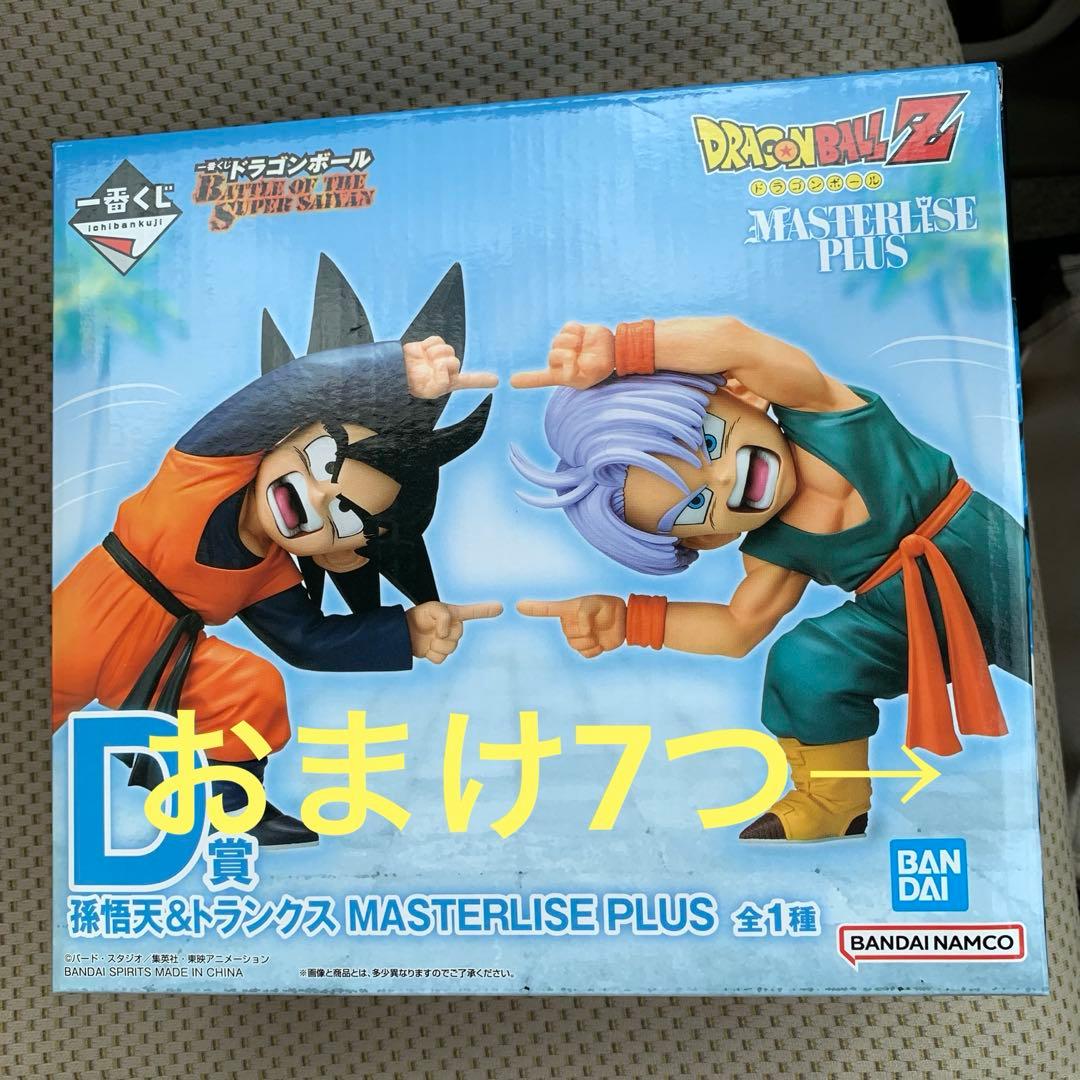 一番くじ
ichibankuji
一番くじドラゴンボール
BATTLE OF THE
SUPER SAIYAN
DRAGONBALL Z
ドラゴンボール
MASTERLISE
PLUS
おまけ7つ→
D賞
孫悟天&トランクス MASTERLISE PLUS 全1種
BAN
DAI
BANDAI NAMCO
©バード・スタジオ/集英社・東映アニメーション
BANDAI SPIRITS MADE IN CHINA
※画像と商品とは、多少異なりますのでご了承ください。